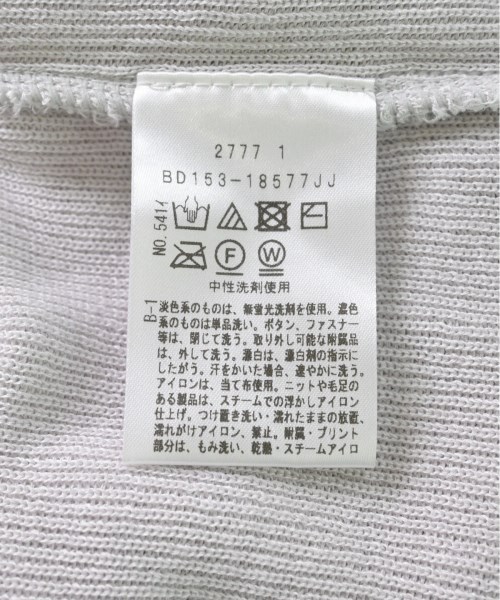 2777 1
BD153-18577JJ
NO.5414
F
W
中性洗剤使用
B-1
淡色系のものは、無蛍光洗剤を使用。濃色
系のものは単品洗い。ボタン、ファスナー
等は、閉じて洗う。取り外し可能な附属品
は、外して洗う。漂白は、漂白剤の指示に
したがう。汗をかいた場合、速やかに洗う。
アイロンは、当て布使用。ニットや毛足の
ある製品は、スチームでの浮かしアイロン
仕上げ。つけ置き洗い・濡れたままの放置、
濡れがけアイロン、禁止。附属・プリント
部分は、もみ洗い、乾熱・スチームアイロ